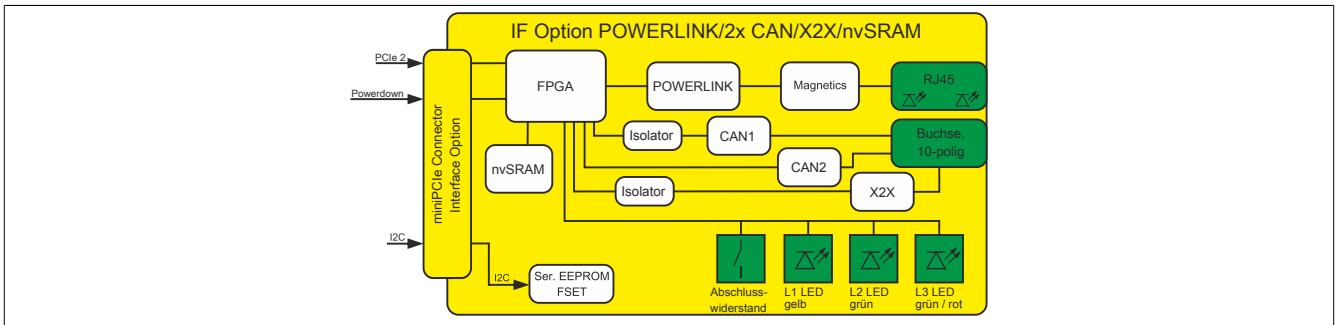 IF Option POWERLINK/2x CAN/X2X/nvSRAM
PCIe 2
Powerdown
I2C
miniPCIe Connector
Interface Option
FPGA
POWERLINK
Magnetics
RJ45
Isolator
CAN1
Buchse,
10-polig
nvSRAM
CAN2
Isolator
X2X
I2C
Ser. EEPROM
FSET
Abschluss-
widerstand
L1 LED
gelb
L2 LED
grün
L3 LED
grün / rot